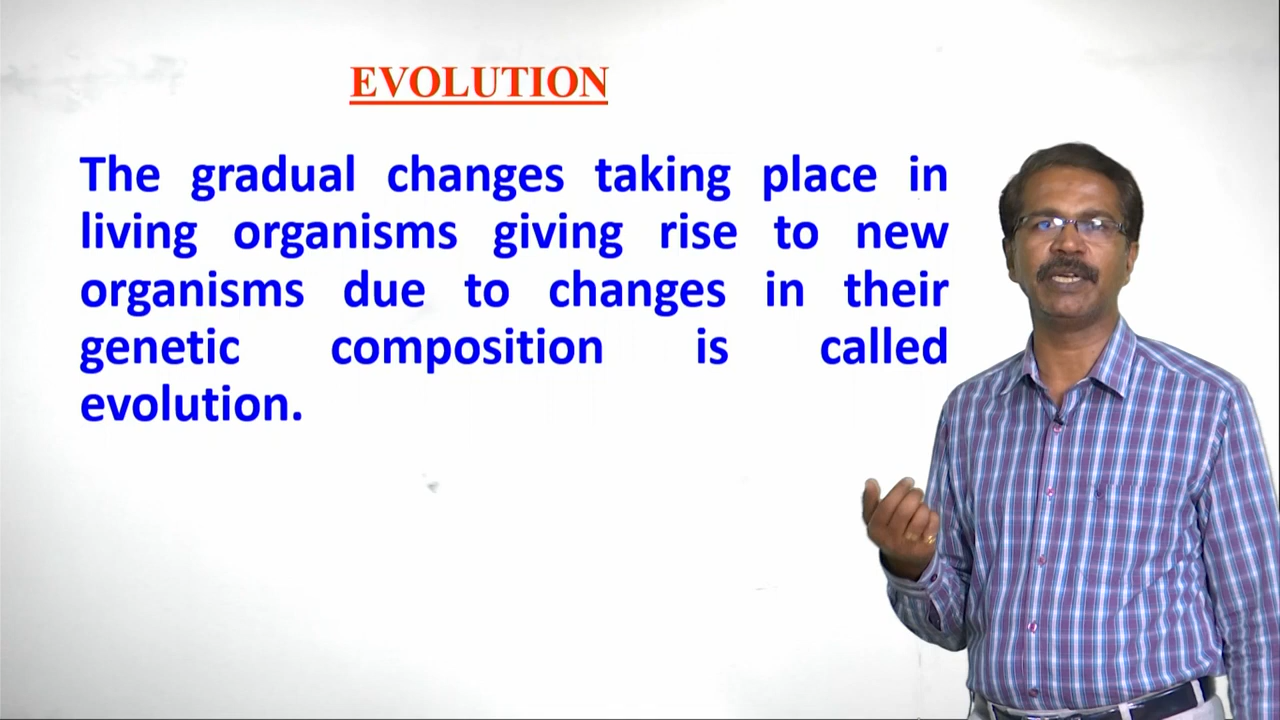 EVOLUTION
The gradual changes taking place in
living organisms giving rise to new
organisms due to changes in their
genetic composition is called
evolution.